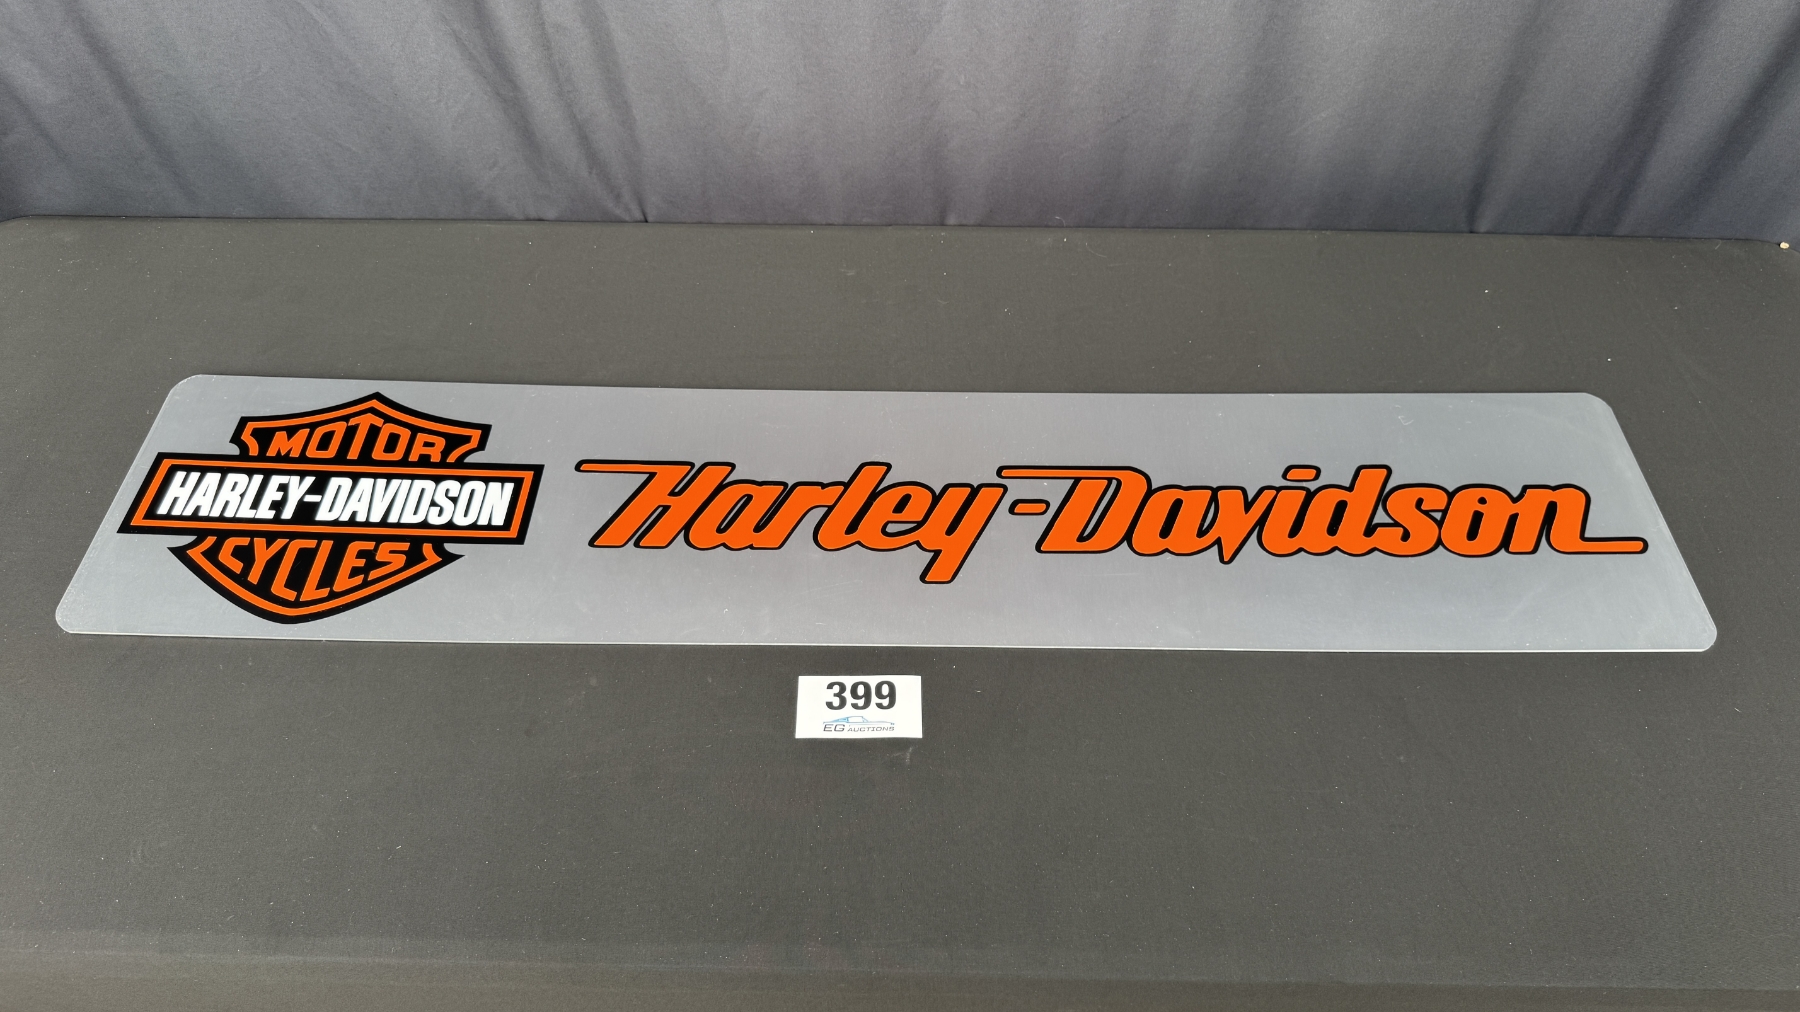 MOTOR
HARLEY-DAVIDSON
CYCLES
Harley-Davidson
399
EG AUCTIONS